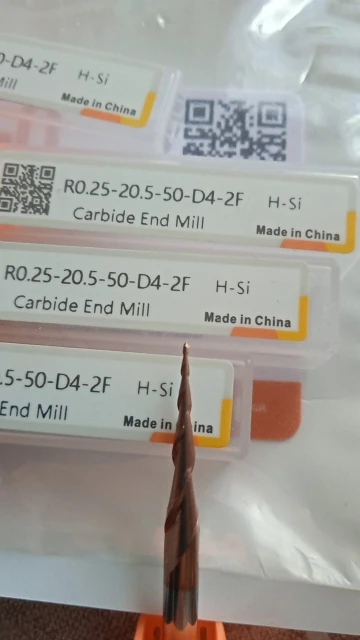 -D4-2F H-Si
Mill
Made in China
R0.25-20.5-50-D4-2F H-Si
Carbide End Mill
Made in China
R0.25-20.5-50-D4-2F H-Si
Carbide End Mill
Made in China
.5-50-D4-2F H-Si
End Mill
Made in